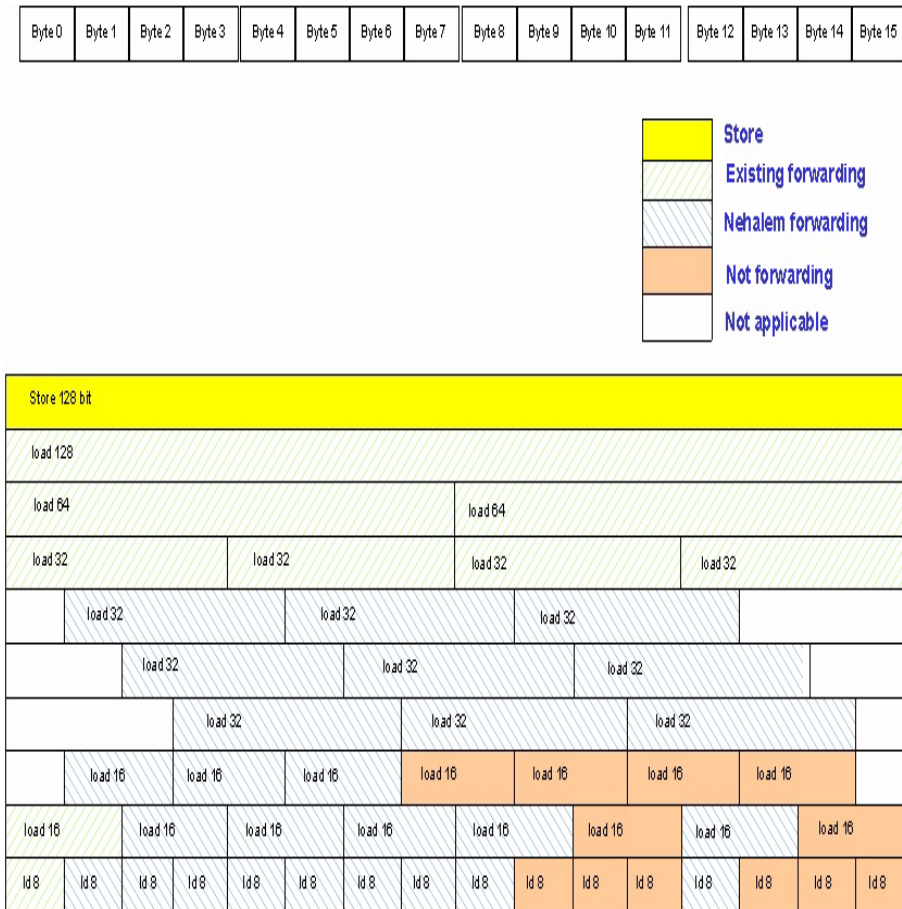 Byte 0 Byte 1 Byte 2 Byte 3 Byte 4 Byte 5 Byte 6 Byte 7 Byte 8 Byte 9 Byte 10 Byte 11 Byte 12 Byte 13 Byte 14 Byte 15
Store
Existing forwarding
Nehalem forwarding
Not forwarding
Not applicable
Store 128 bit
load 128
load 64 load 64
load 32 load 32 load 32 load 32
load 32 load 32 load 32
load 32 load 32 load 32
load 32 load 32 load 32
load 16 load 16 load 16 load 16 load 16 load 16 load 16
load 16 load 16 load 16 load 16 load 16 load 16 load 16 load 16
ld 8 ld 8 ld 8 ld 8 ld 8 ld 8 ld 8 ld 8 ld 8 ld 8 ld 8 ld 8 ld 8 ld 8 ld 8 ld 8